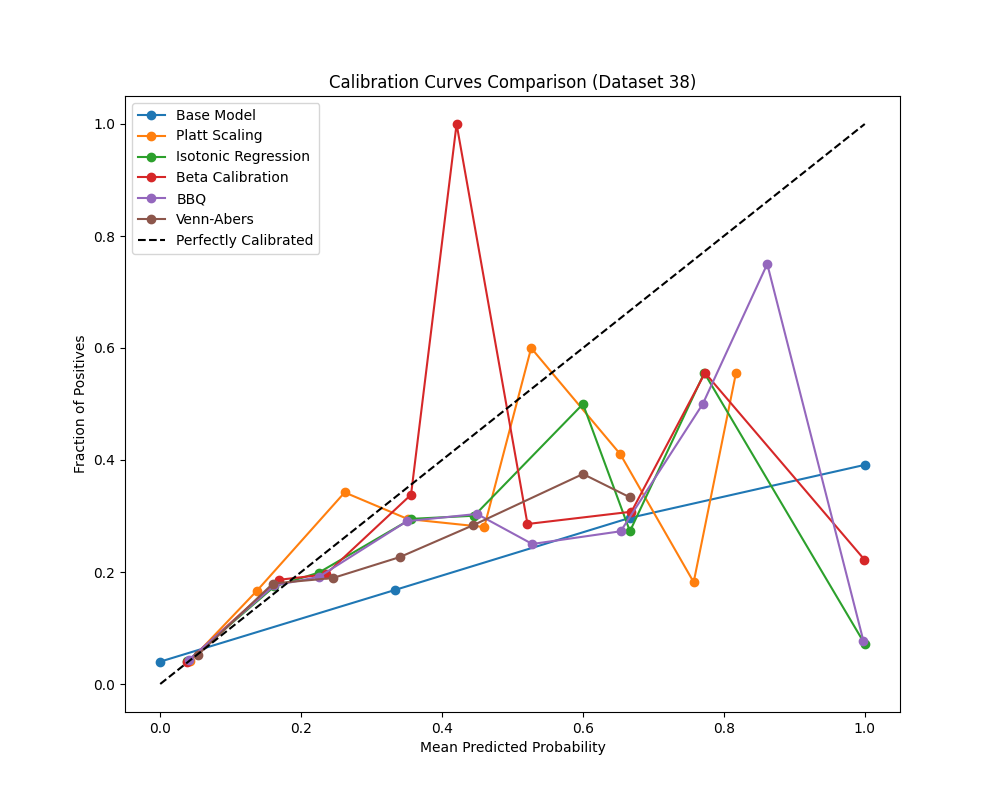 Calibration Curves Comparison (Dataset 38)
Base Model
Platt Scaling
Isotonic Regression
Beta Calibration
BBQ
Venn-Abers
Perfectly Calibrated
1.0
0.8
0.6
0.4
0.2
0.0
Fraction of Positives
0.0 0.2 0.4 0.6 0.8 1.0
Mean Predicted Probability